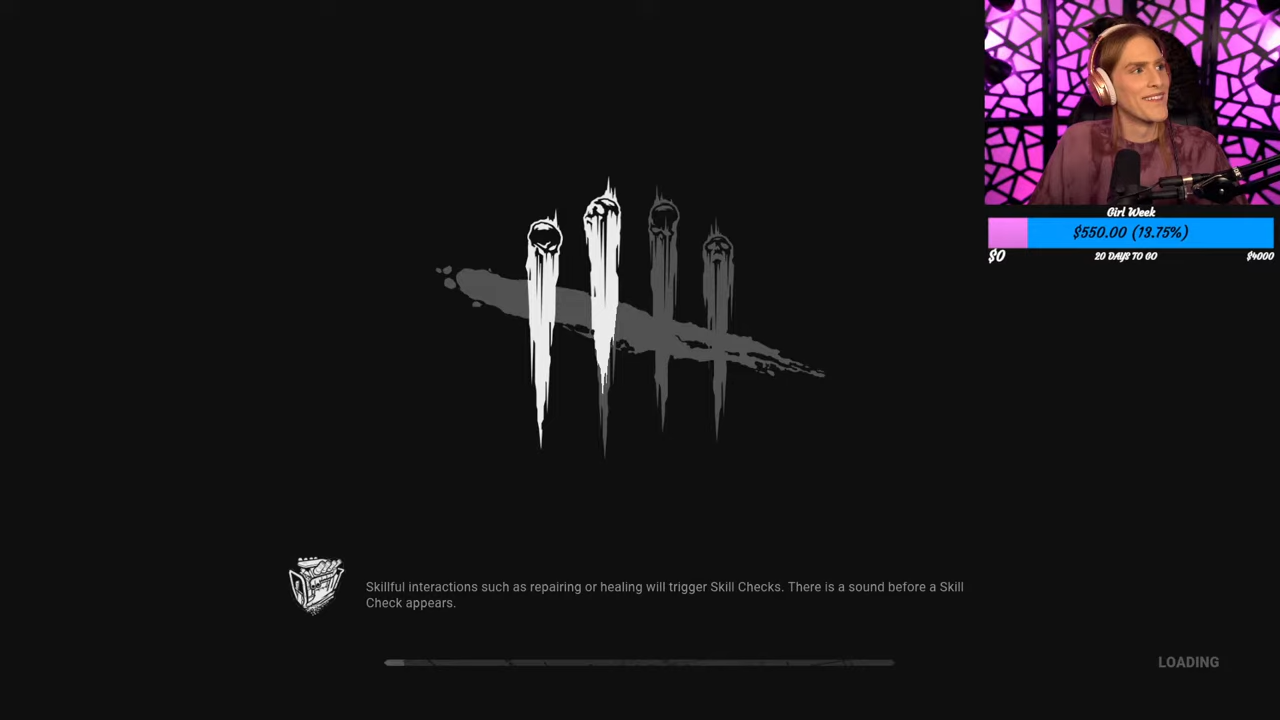 Girl Week
$550.00 (13.75%)
$0
20 DAYS TO GO
$4000
Skillful interactions such as repairing or healing will trigger Skill Checks. There is a sound before a Skill
Check appears.
LOADING